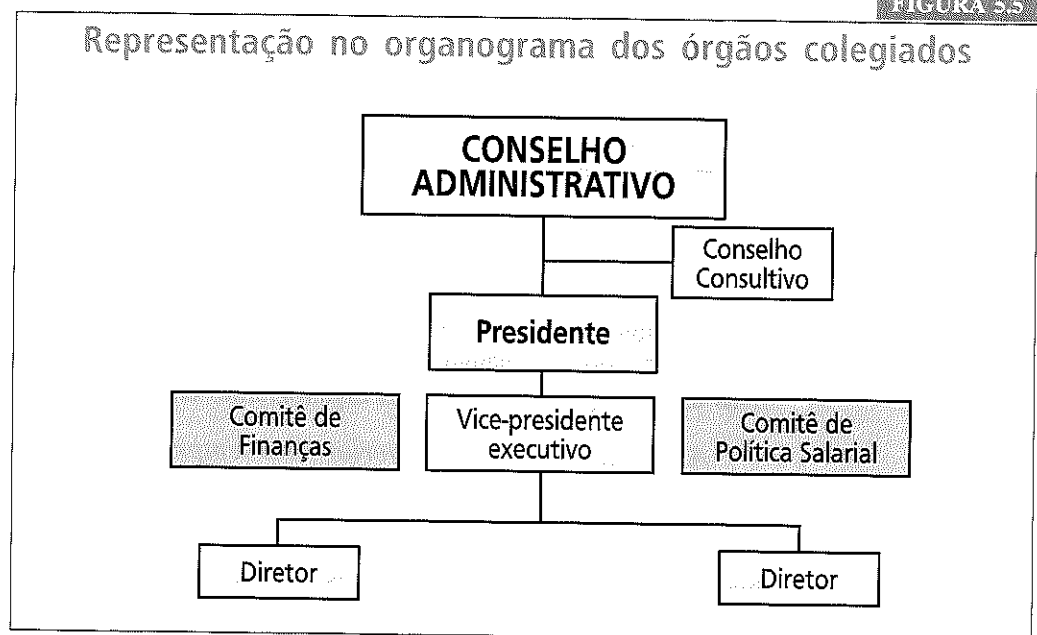 FIGURA 5.5
Representação no organograma dos órgãos colegiados
CONSELHO
ADMINISTRATIVO
Conselho
Consultivo
Presidente
Comitê de
Finanças
Vice-presidente
executivo
Comitê de
Política Salarial
Diretor
Diretor